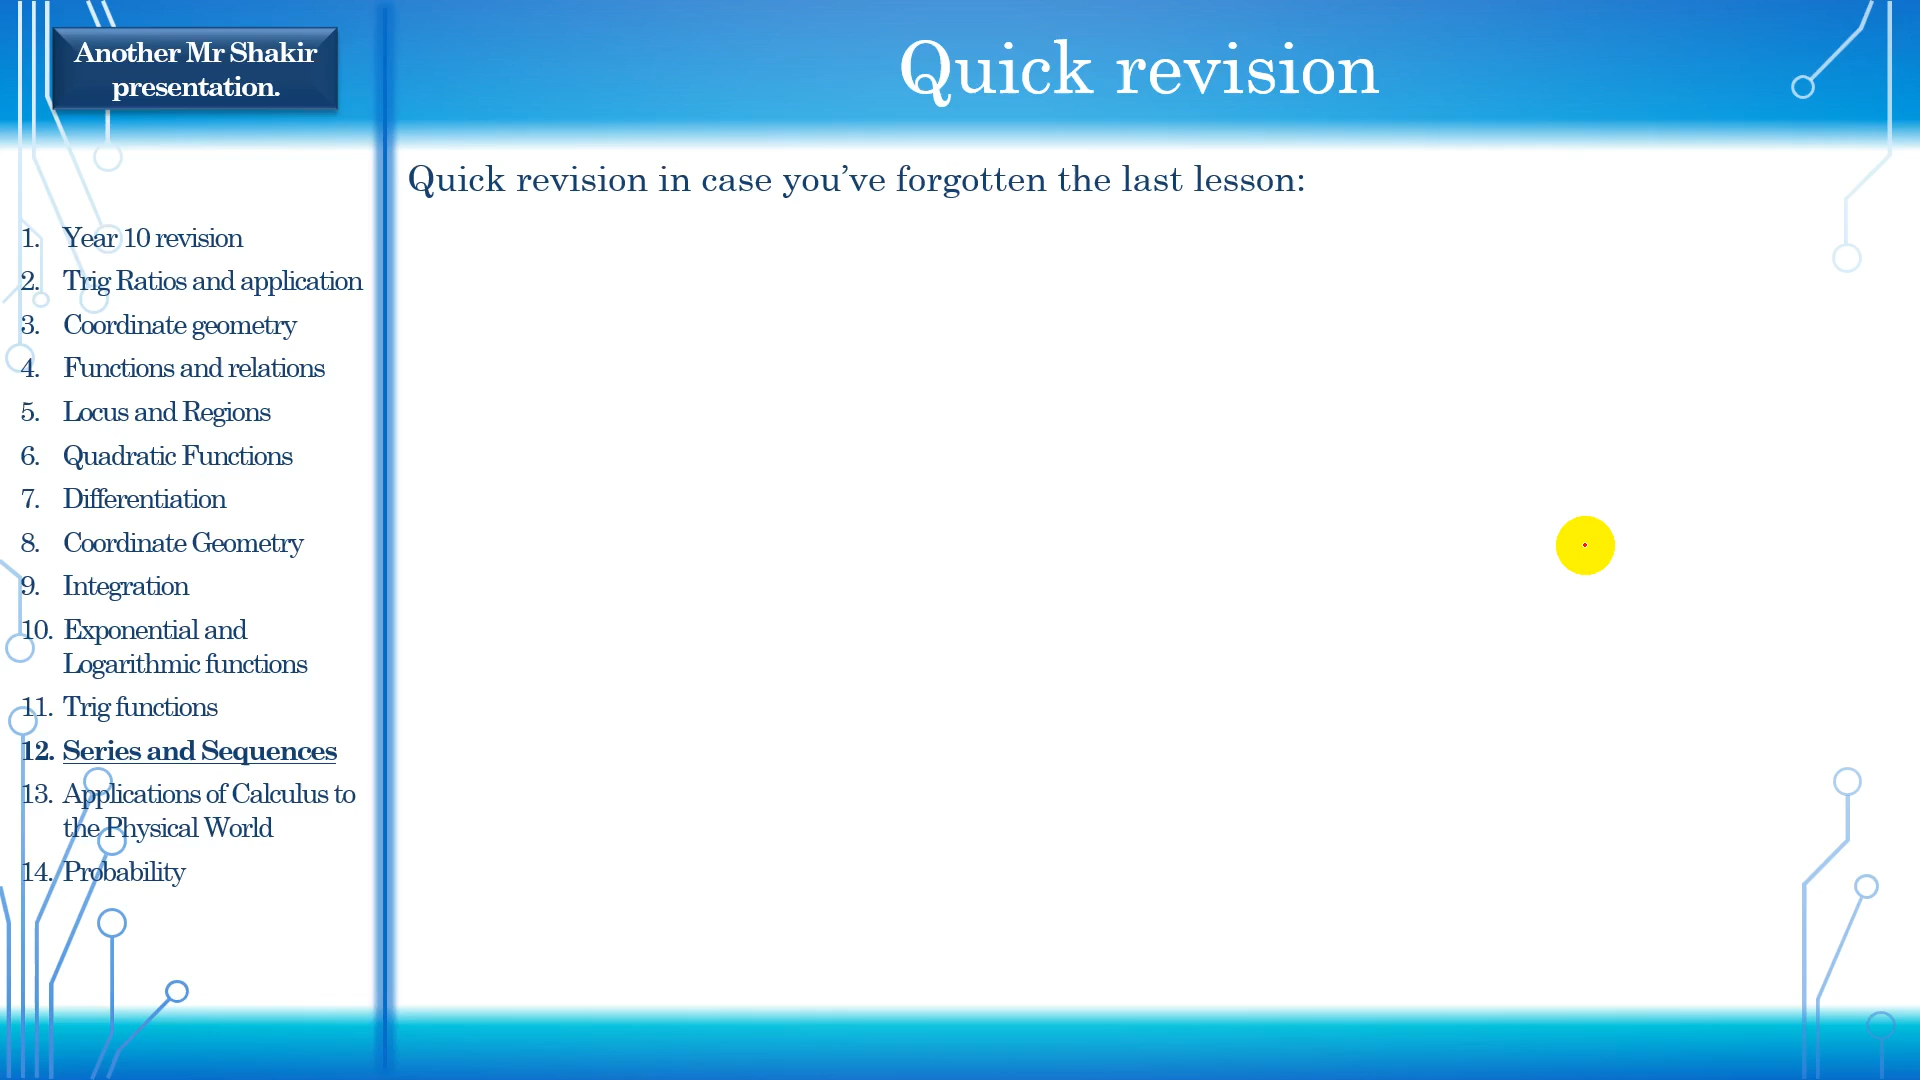 Another Mr Shakir
presentation.
Quick revision
Quick revision in case you’ve forgotten the last lesson:
1. Year 10 revision
2. Trig Ratios and application
3. Coordinate geometry
4. Functions and relations
5. Locus and Regions
6. Quadratic Functions
7. Differentiation
8. Coordinate Geometry
9. Integration
10. Exponential and
Logarithmic functions
11. Trig functions
12. Series and Sequences
13. Applications of Calculus to
the Physical World
14. Probability